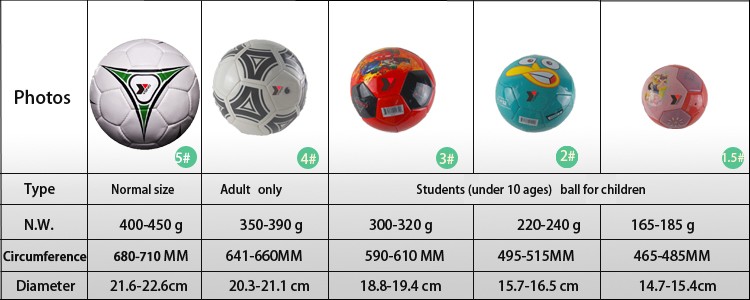 Photos 5# 4# 3# 2# 1.5#
Type Normal size Adult only Students (under 10 ages) ball for children
N.W. 400-450 g 350-390 g 300-320 g 220-240 g 165-185 g
Circumference 680-710 MM 641-660MM 590-610 MM 495-515MM 465-485MM
Diameter 21.6-22.6cm 20.3-21.1 cm 18.8-19.4 cm 15.7-16.5 cm 14.7-15.4cm